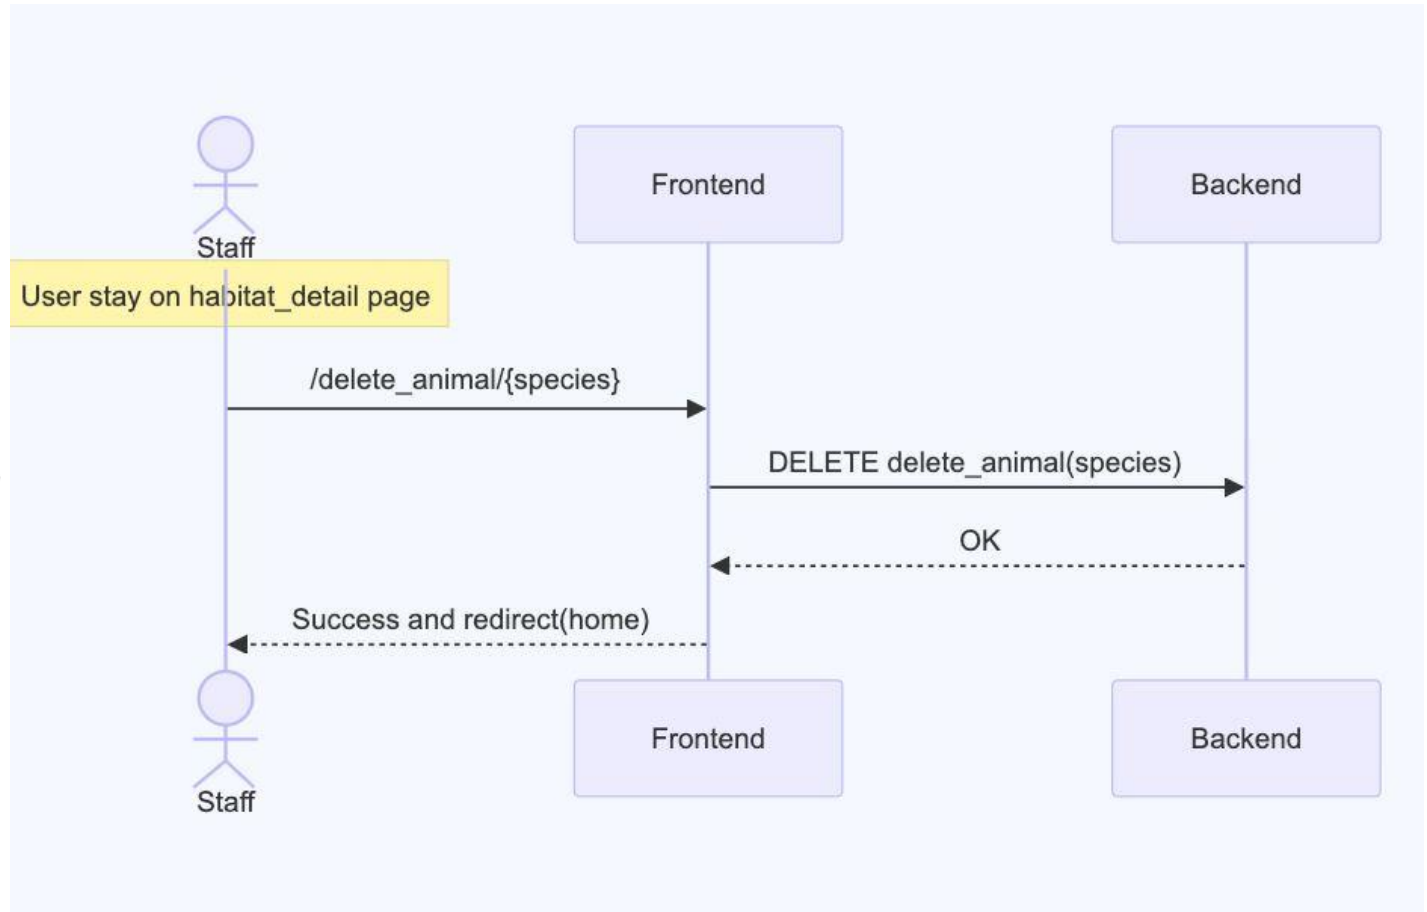 Frontend
Backend
Staff
User stay on habitat_detail page
/delete_animal/{species}
DELETE delete_animal(species)
OK
Success and redirect(home)
Frontend
Backend
Staff